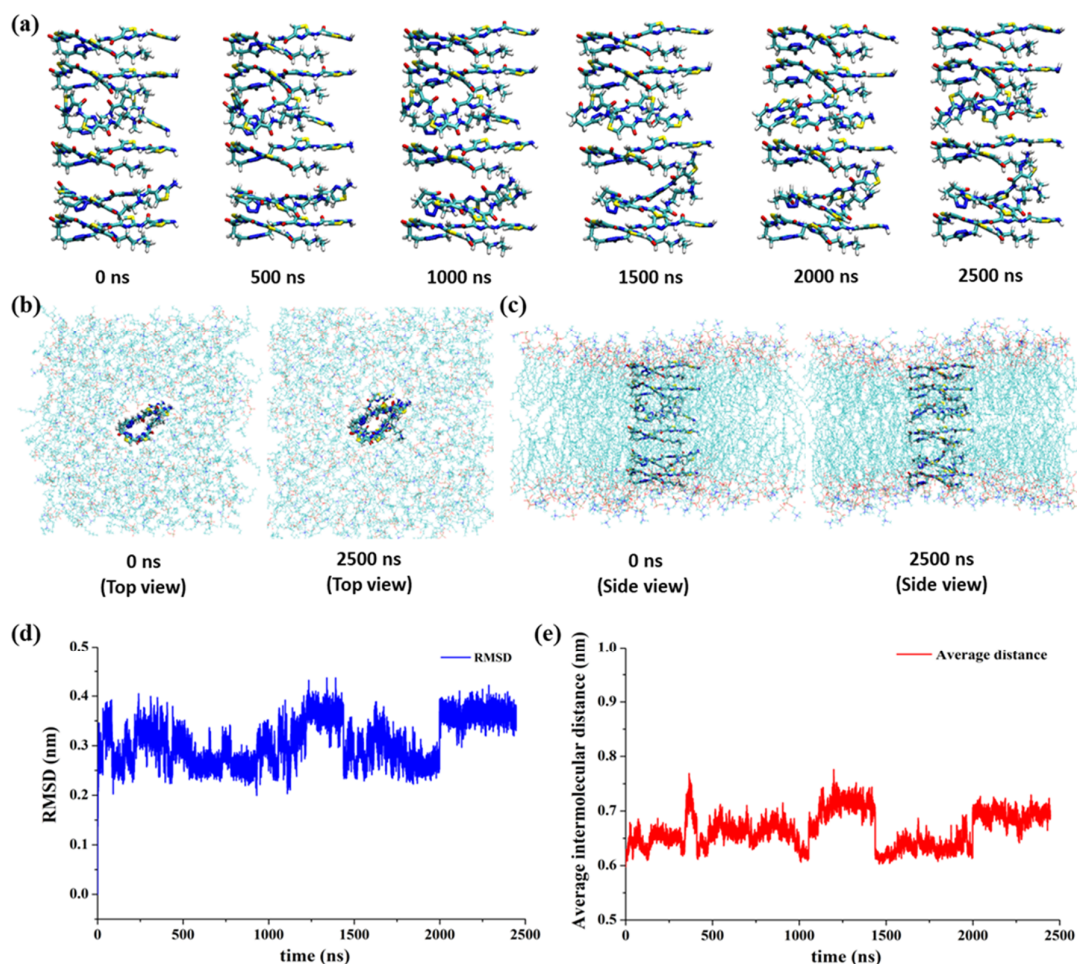 (a)
0 ns 500 ns 1000 ns 1500 ns 2000 ns 2500 ns
(b) (c)
0 ns 2500 ns 0 ns 2500 ns
(Top view) (Top view) (Side view) (Side view)
(d)
RMSD
RMSD (nm)
0.5
0.4
0.3
0.2
0.1
0.0
0 500 1000 1500 2000 2500
time (ns)
(e)
Average distance
Average intermolecular distance (nm)
1.0
0.9
0.8
0.7
0.6
0.5
0 500 1000 1500 2000 2500
time (ns)